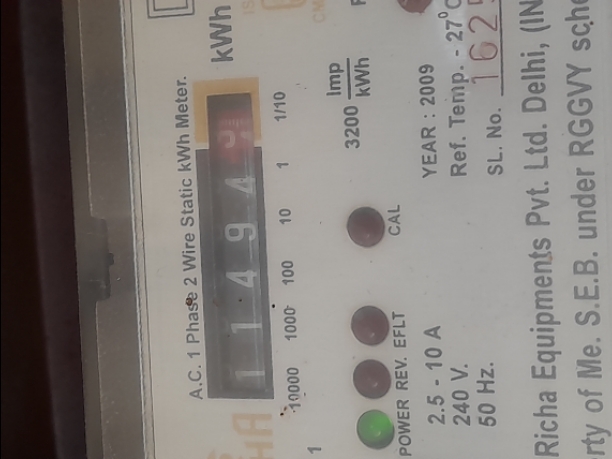 kWh
A.C. 1 Phase 2 Wire Static kWh Meter.
1 1 4 9 4
10000 1000 100 10 1 1/10
3200 Imp
kWh
CAL
POWER REV. EFLT
2.5 - 10 A
240 V.
50 Hz.
YEAR : 2009
Ref. Temp. - 27°C
SL. No. 1625
Richa Equipments Pvt. Ltd. Delhi, (IN
rty of Me. S.E.B. under RGGVY sche